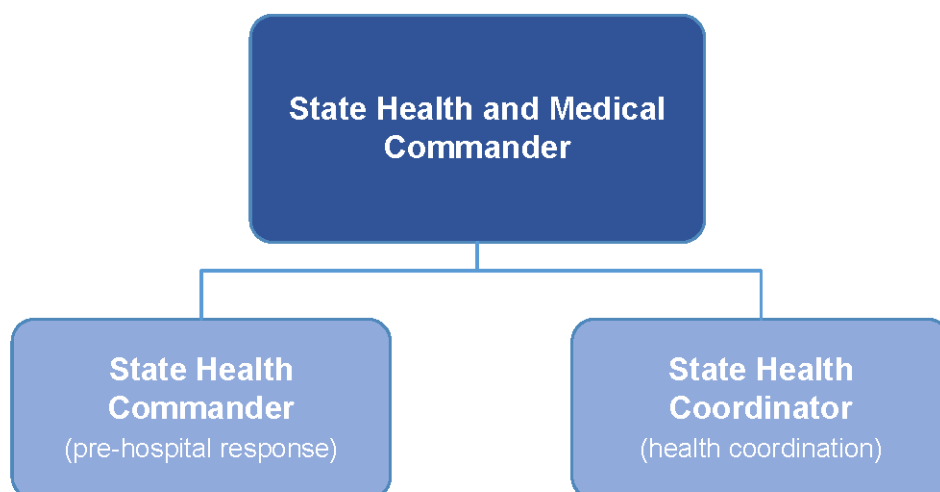 State Health and Medical
Commander
State Health
Commander
(pre-hospital response)
State Health
Coordinator
(health coordination)